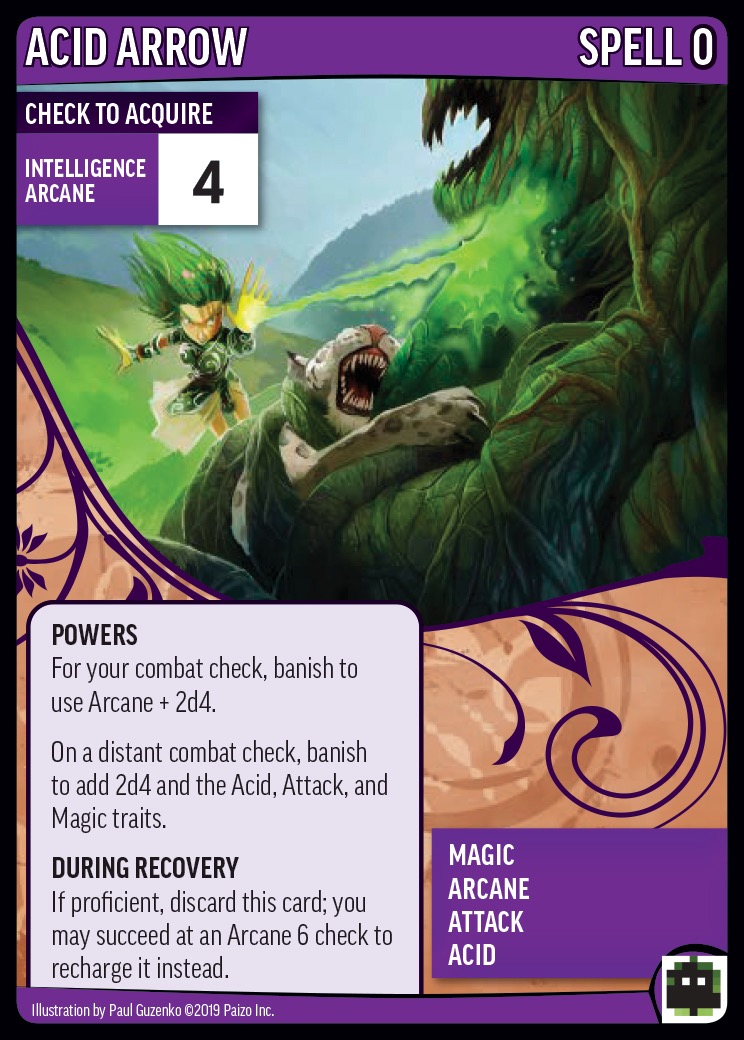 ACID ARROW
SPELL 0
CHECK TO ACQUIRE
INTELLIGENCE
ARCANE
4
POWERS
For your combat check, banish to
use Arcane + 2d4.
On a distant combat check, banish
to add 2d4 and the Acid, Attack, and
Magic traits.
DURING RECOVERY
If proficient, discard this card; you
may succeed at an Arcane 6 check to
recharge it instead.
MAGIC
ARCANE
ATTACK
ACID
Illustration by Paul Guzenko ©2019 Paizo Inc.